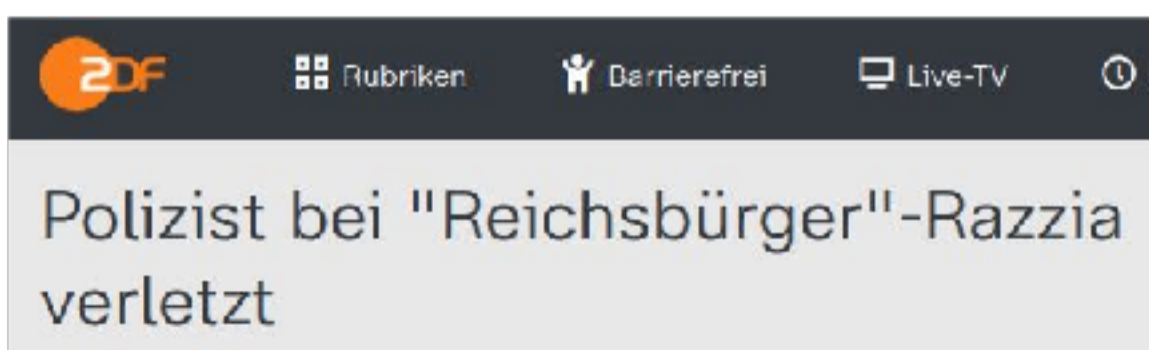 ZDF Rubriken Barrierefrei Live-TV
Polizist bei "Reichsbürger"-Razzia
verletzt